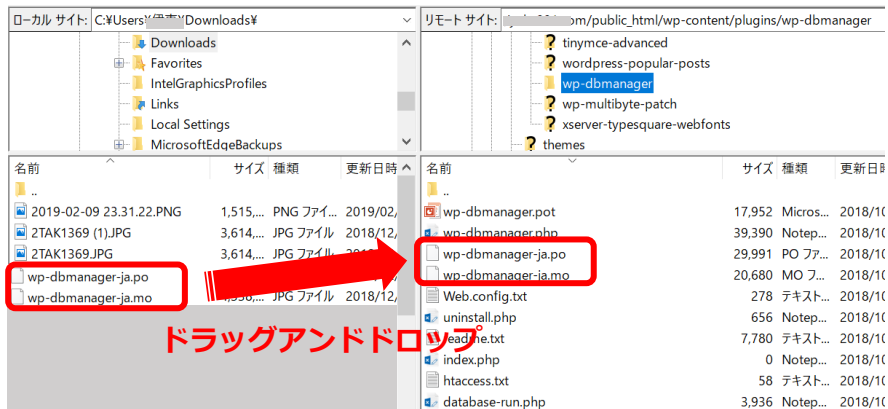 ローカル サイト: C:¥Users¥ ¥Downloads¥
Downloads
Favorites
IntelGraphicsProfiles
Links
Local Settings
MicrosoftEdgeBackups
リモート サイト: om/public_html/wp-content/plugins/wp-dbmanager
tinymce-advanced
wordpress-popular-posts
wp-dbmanager
wp-multibyte-patch
xserver-typesquare-webfonts
themes
名前 サイズ 種類 更新日時
..
2019-02-09 23.31.22.PNG 1,515,... PNG ファイ... 2019/02/
2TAK1369 (1).JPG 3,614,... JPG ファイル 2018/12/
2TAK1369.JPG 3,614,... JPG ファイル
wp-dbmanager-ja.po
wp-dbmanager-ja.mo JPG ファイル 2018/12/
名前 サイズ 種類 更新日時
..
wp-dbmanager.pot 17,952 Micros... 2018/10
wp-dbmanager.php 39,390 Notep... 2018/10
wp-dbmanager-ja.po 29,991 PO ファ... 2018/10
wp-dbmanager-ja.mo 20,680 MO フ... 2018/10
Web.config.txt 278 テキスト... 2018/10
uninstall.php 656 Notep... 2018/10
readme.txt 7,780 テキスト... 2018/10
index.php 0 Notep... 2018/10
htaccess.txt 58 テキスト... 2018/10
database-run.php 3,936 Notep... 2018/10
ドラッグアンドドロップ